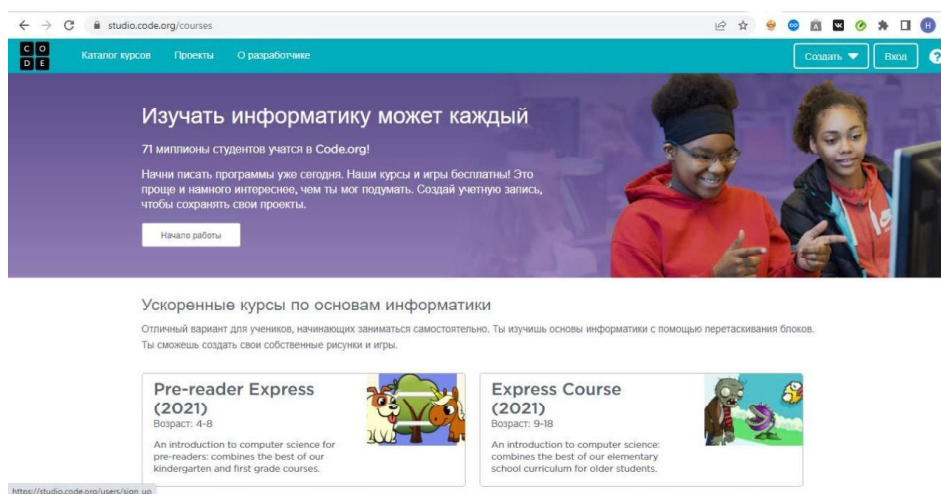 studio.code.org/courses
C O
D E
Каталог курсов Проекты О разработчике Создать Вход ?
Изучать информатику может каждый
71 миллионы студентов учатся в Code.org!
Начни писать программы уже сегодня. Наши курсы и игры бесплатны! Это
проще и намного интереснее, чем ты мог подумать. Создай учетную запись,
чтобы сохранять свои проекты.
Начало работы
Ускоренные курсы по основам информатики
Отличный вариант для учеников, начинающих заниматься самостоятельно. Ты изучишь основы информатики с помощью перетаскивания блоков.
Ты сможешь создать свои собственные рисунки и игры.
Pre-reader Express
(2021)
Возраст: 4-8
An introduction to computer science for
pre-readers: combines the best of our
kindergarten and first grade courses.
Express Course
(2021)
Возраст: 9-18
An introduction to computer science:
combines the best of our elementary
school curriculum for older students.
https://studio.code.org/users/sign_up